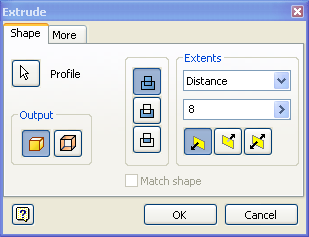 Extrude
Shape
More
Profile
Output
Extents
Distance
8
Match shape
?
OK
Cancel